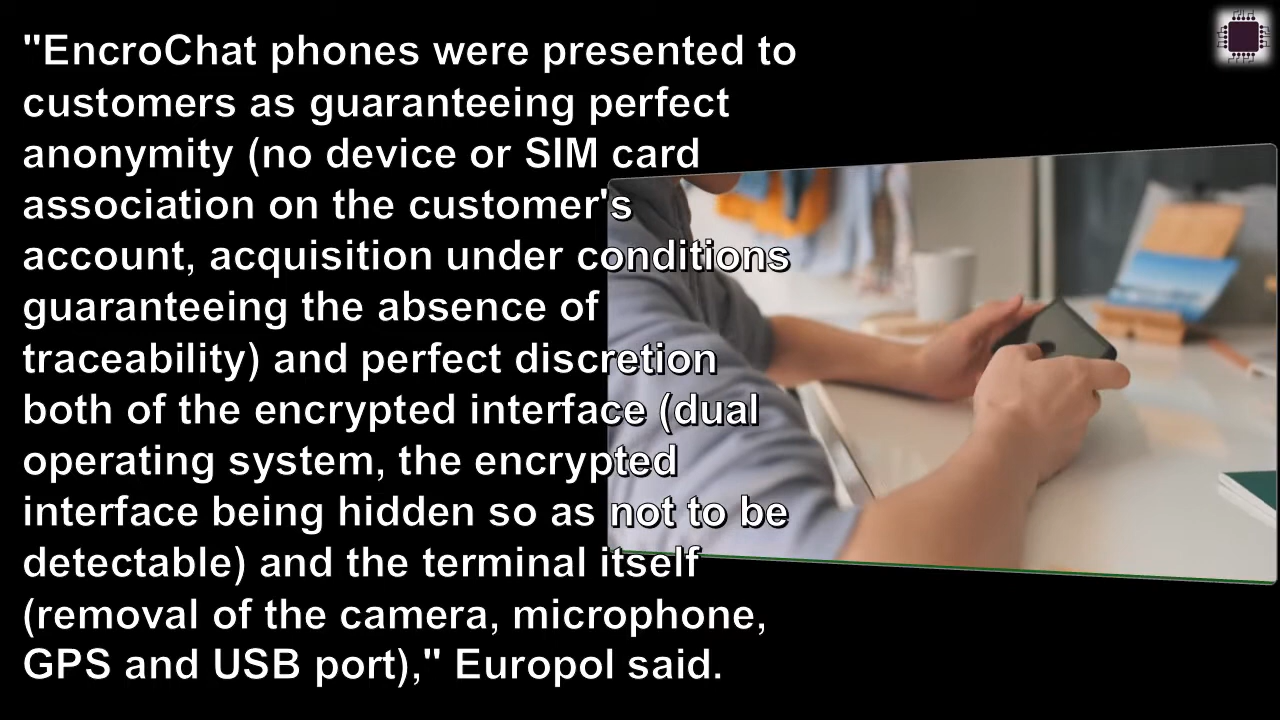 "EncroChat phones were presented to
customers as guaranteeing perfect
anonymity (no device or SIM card
association on the customer's
account, acquisition under conditions
guaranteeing the absence of
traceability) and perfect discretion
both of the encrypted interface (dual
operating system, the encrypted
interface being hidden so as not to be
detectable) and the terminal itself
(removal of the camera, microphone,
GPS and USB port)," Europol said.